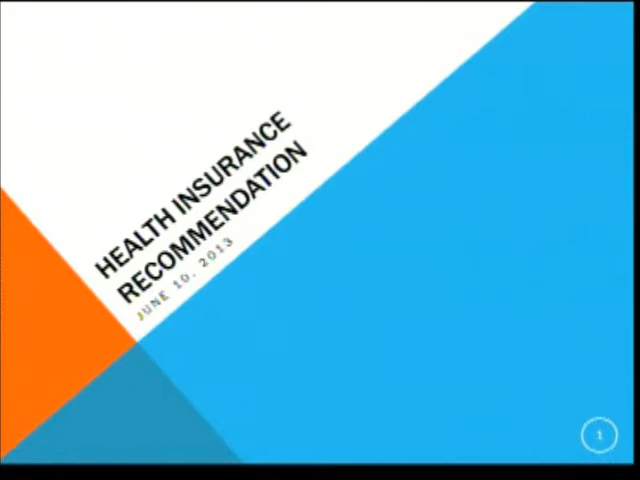 HEALTH INSURANCE
RECOMMENDATION
JUNE 10, 2013
1